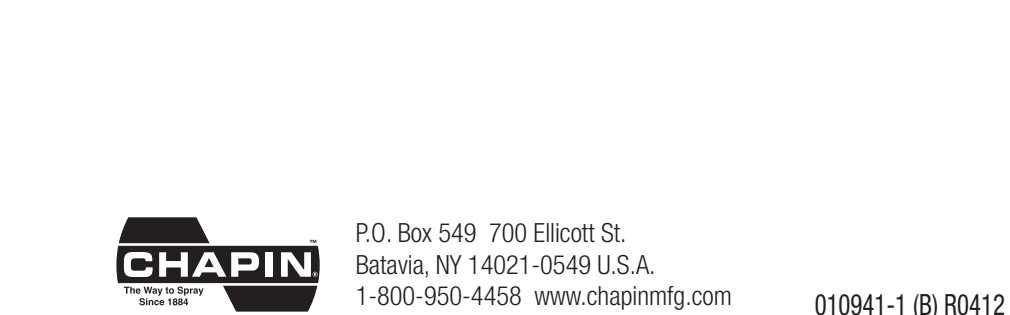 CHAPIN®
™
The Way to Spray
Since 1884
P.O. Box 549 700 Ellicott St.
Batavia, NY 14021-0549 U.S.A.
1-800-950-4458 www.chapinmfg.com
010941-1 (B) R0412